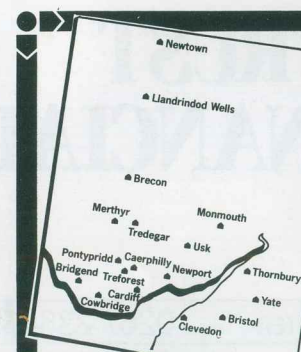 Newtown
Llandrindod Wells
Brecon
Merthyr
Tredegar
Monmouth
Usk
Pontypridd
Caerphilly
Bridgend
Treforest
Newport
Thornbury
Cardiff
Cowbridge
Yate
Clevedon
Bristol